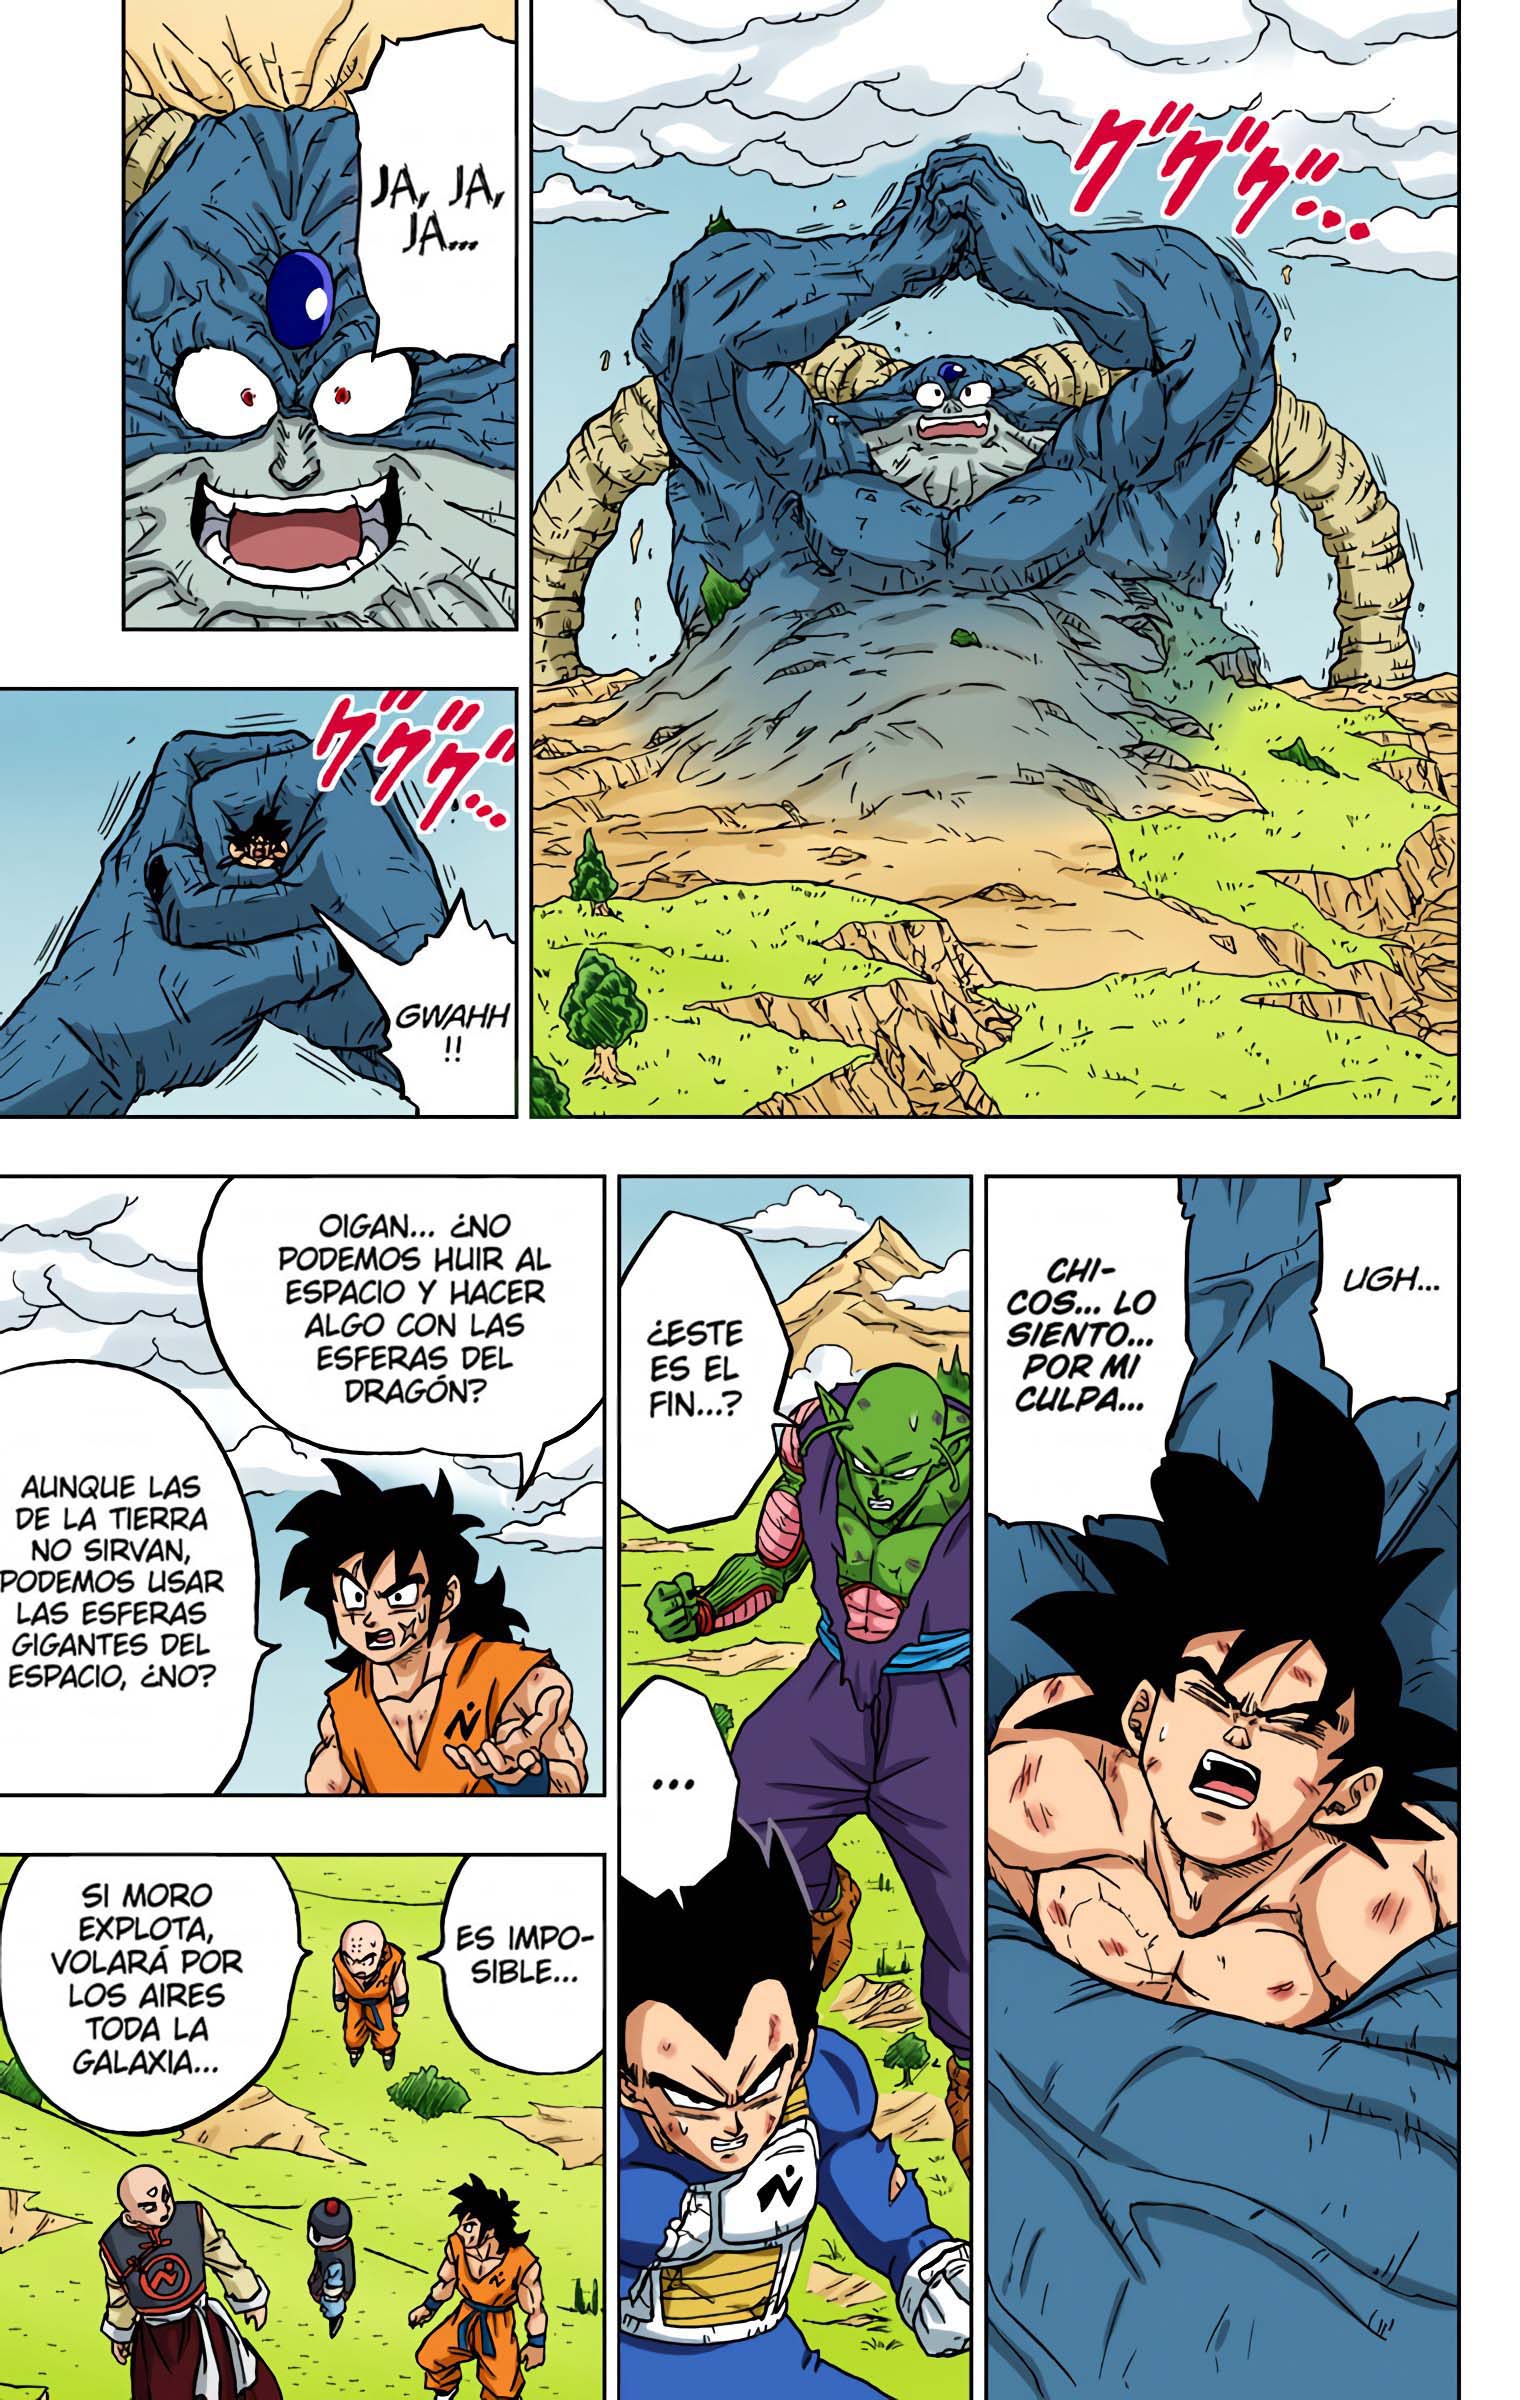 グググ…
JA, JA,
JA...
グググ…
GWAHH
!!
UGH...
CHI-
COS... LO
SIENTO...
POR MI
CULPA...
¿ESTE
ES EL
FIN...?
...
OIGAN... ¿NO
PODEMOS HUIR AL
ESPACIO Y HACER
ALGO CON LAS
ESFERAS DEL
DRAGÓN?
AUNQUE LAS
DE LA TIERRA
NO SIRVAN,
PODEMOS USAR
LAS ESFERAS
GIGANTES DEL
ESPACIO, ¿NO?
ES IMPO-
SIBLE...
SI MORO
EXPLOTA,
VOLARÁ POR
LOS AIRES
TODA LA
GALAXIA...